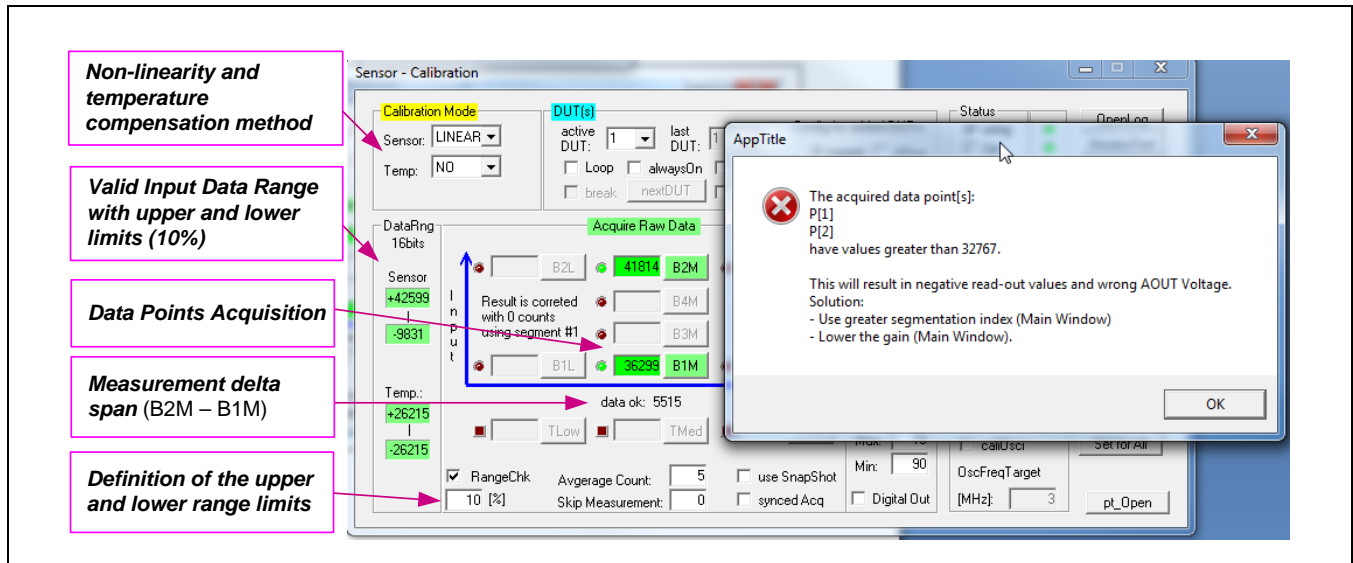 Non-linearity and
temperature
compensation method
Valid Input Data Range
with upper and lower
limits (10%)
Data Points Acquisition
Measurement delta
span (B2M – B1M)
Definition of the upper
and lower range limits
Sensor - Calibration
Calibration Mode
Sensor: LINEAR
Temp: NO
DUT(s)
active
DUT: 1
last
DUT: 1
Loop
alwaysOn
break
nextDUT
Status
OpenLog
DataRng
16bits
Sensor
+42599
-9831
Temp.:
+26215
-26215
Input
Acquire Raw Data
B2L
41814 B2M
Result is correted
with 0 counts
using segment #1
B4M
B3M
B1L
36299 B1M
data ok: 5515
TLow
TMed
RangeChk
10 [%]
Avgerage Count: 5
Skip Measurement: 0
use SnapShot
synced Acq
Min: 90
Digital Out
caliOsci
OscFreqTarget
[MHz]: 3
Set for All
pt_Open
AppTitle
The acquired data point[s]:
P[1]
P[2]
have values greater than 32767.
This will result in negative read-out values and wrong AOUT Voltage.
Solution:
- Use greater segmentation index (Main Window)
- Lower the gain (Main Window).
OK